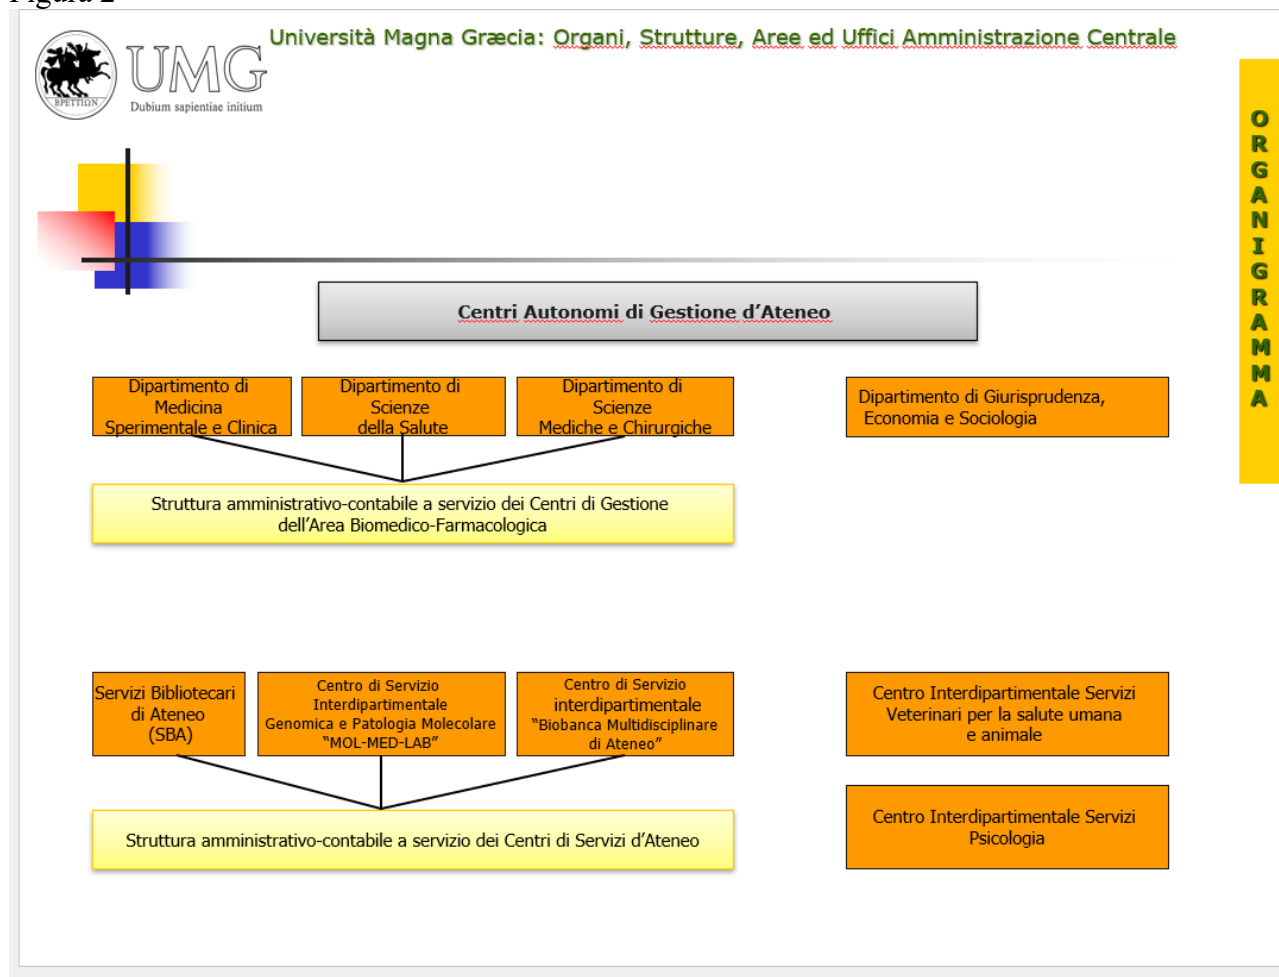 Figura 2
Università Magna Græcia: Organi, Strutture, Aree ed Uffici Amministrazione Centrale
ΒΡΕΤΤΙΩΝ
UMG
Dubium sapientiae initium
ORGANIGRAMMA
Centri Autonomi di Gestione d’Ateneo
Dipartimento di
Medicina
Sperimentale e Clinica
Dipartimento di
Scienze
della Salute
Dipartimento di
Scienze
Mediche e Chirurgiche
Dipartimento di Giurisprudenza,
Economia e Sociologia
Struttura amministrativo-contabile a servizio dei Centri di Gestione
dell’Area Biomedico-Farmacologica
Servizi Bibliotecari
di Ateneo
(SBA)
Centro di Servizio
Interdipartimentale
Genomica e Patologia Molecolare
“MOL-MED-LAB”
Centro di Servizio
interdipartimentale
“Biobanca Multidisciplinare
di Ateneo”
Centro Interdipartimentale Servizi
Veterinari per la salute umana
e animale
Struttura amministrativo-contabile a servizio dei Centri di Servizi d’Ateneo
Centro Interdipartimentale Servizi
Psicologia